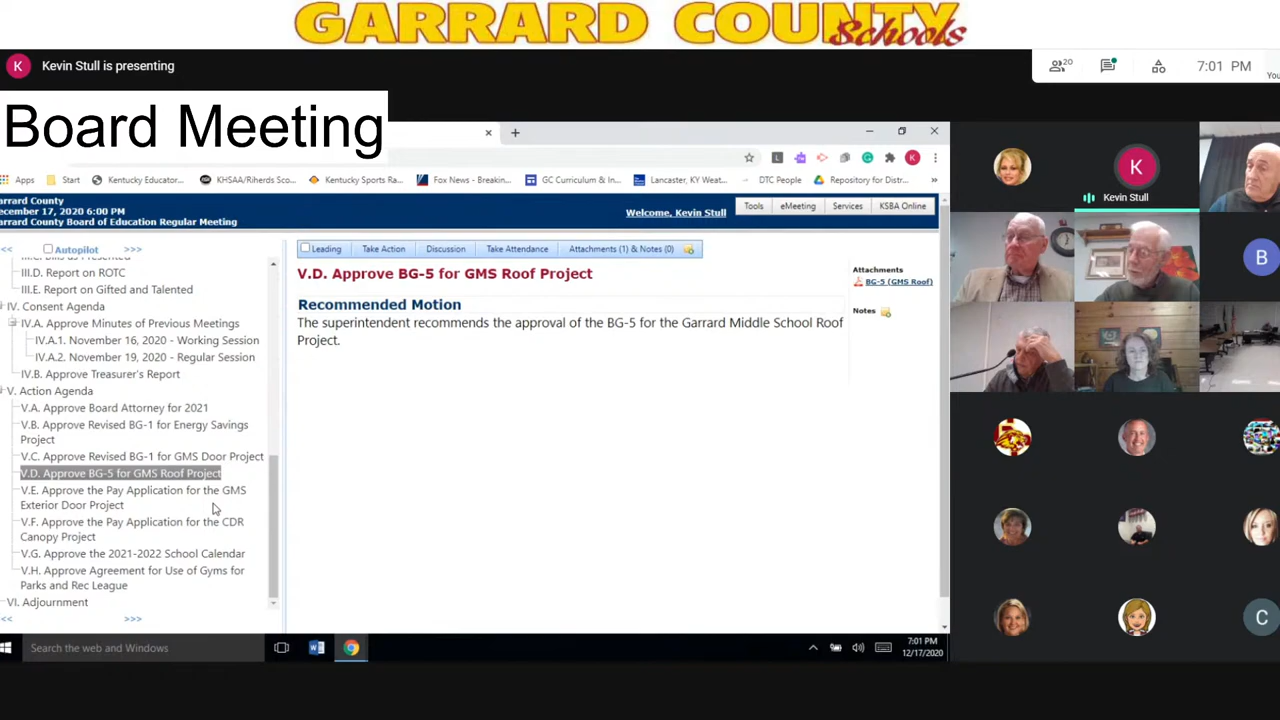 GARRARD COUNTY
Schools
K Kevin Stull is presenting
20
7:01 PM
You
Board Meeting
Apps
Start
Kentucky Educator...
KHSAA/Riherds Sco...
Kentucky Sports Ra...
Fox News - Breakin...
GC Curriculum & In...
Lancaster, KY Weat...
DTC People
Repository for Distr...
»
arrard County
ecember 17, 2020 6:00 PM
arrard County Board of Education Regular Meeting
Welcome, Kevin Stull
Tools
eMeeting
Services
KSBA Online
<< Autopilot >>>
III.D. Report on ROTC
III.E. Report on Gifted and Talented
IV. Consent Agenda
IV.A. Approve Minutes of Previous Meetings
IV.A.1. November 16, 2020 - Working Session
IV.A.2. November 19, 2020 - Regular Session
IV.B. Approve Treasurer's Report
V. Action Agenda
V.A. Approve Board Attorney for 2021
V.B. Approve Revised BG-1 for Energy Savings
Project
V.C. Approve Revised BG-1 for GMS Door Project
V.D. Approve BG-5 for GMS Roof Project
V.E. Approve the Pay Application for the GMS
Exterior Door Project
V.F. Approve the Pay Application for the CDR
Canopy Project
V.G. Approve the 2021-2022 School Calendar
V.H. Approve Agreement for Use of Gyms for
Parks and Rec League
VI. Adjournment
<< >>>
Leading
Take Action
Discussion
Take Attendance
Attachments (1) & Notes (0)
V.D. Approve BG-5 for GMS Roof Project
Recommended Motion
The superintendent recommends the approval of the BG-5 for the Garrard Middle School Roof
Project.
Attachments
BG-5 (GMS Roof)
Notes
K
Kevin Stull
B
C
Search the web and Windows
7:01 PM
12/17/2020